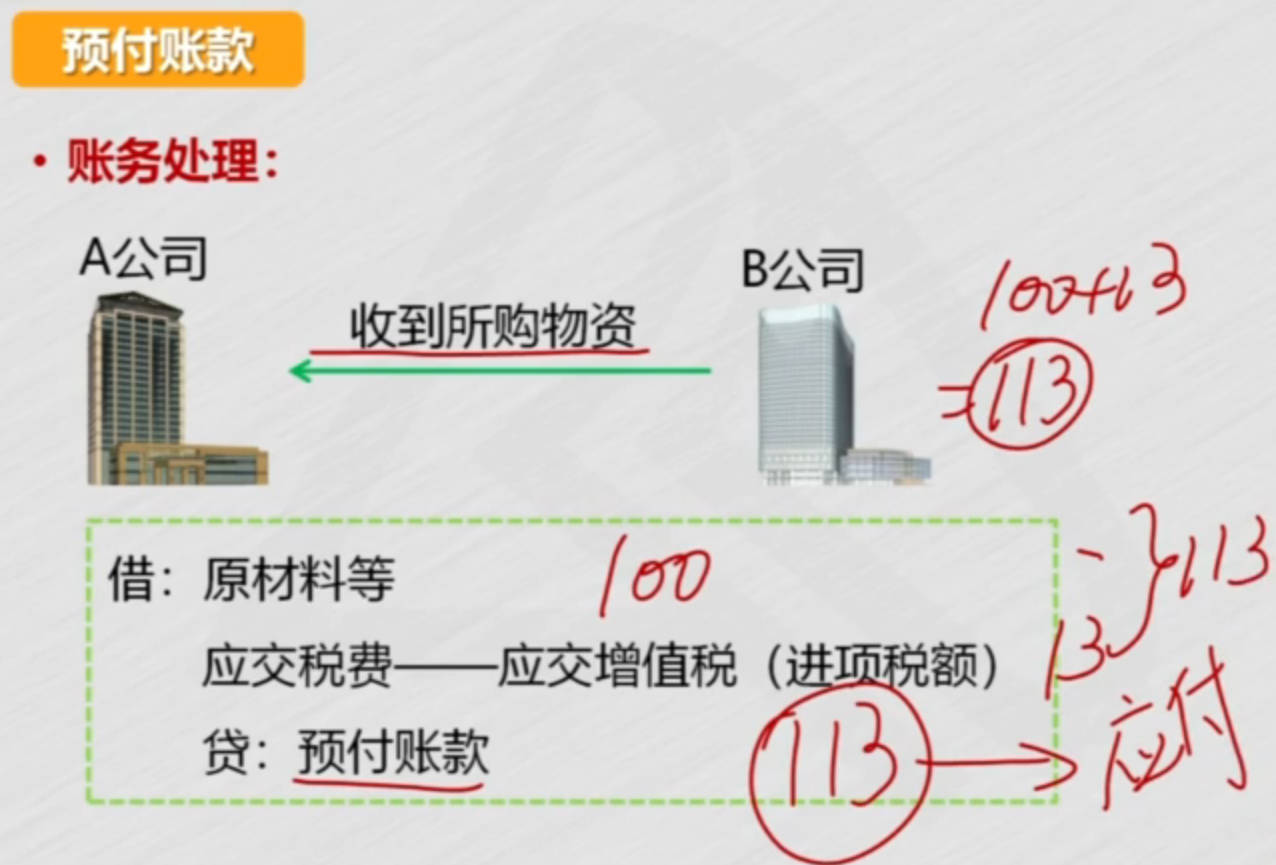 预付账款
• 账务处理：
A公司
B公司
收到所购物资
100+13
=113
借：原材料等 100
应交税费——应交增值税（进项税额） 13
}113
贷：预付账款 113
应付